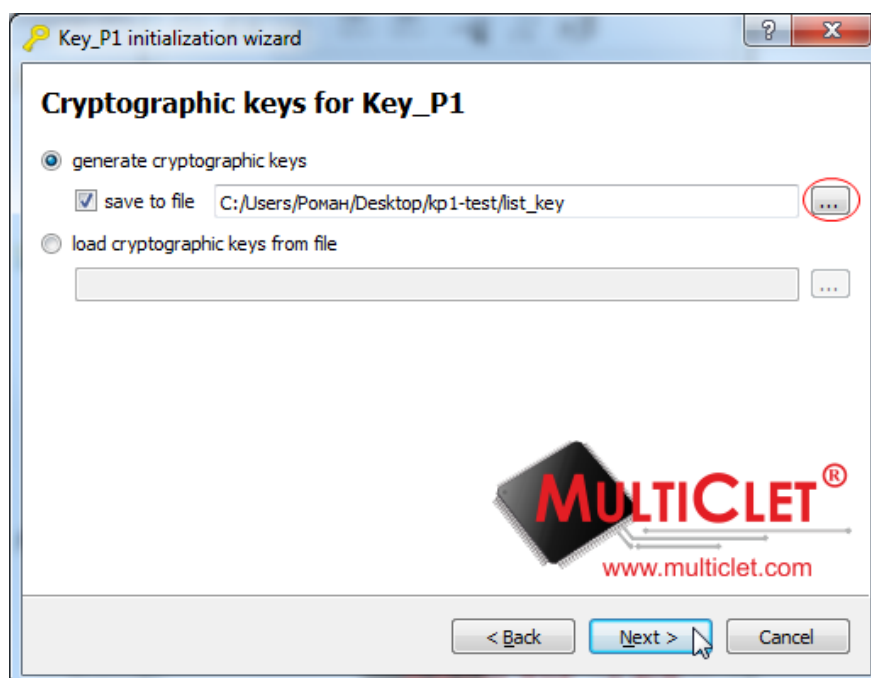 Key_P1 initialization wizard
?
Cryptographic keys for Key_P1
generate cryptographic keys
save to file C:/Users/Роман/Desktop/kp1-test/list_key ...
load cryptographic keys from file
...
MULTICLET®
www.multiclet.com
< Back Next > Cancel